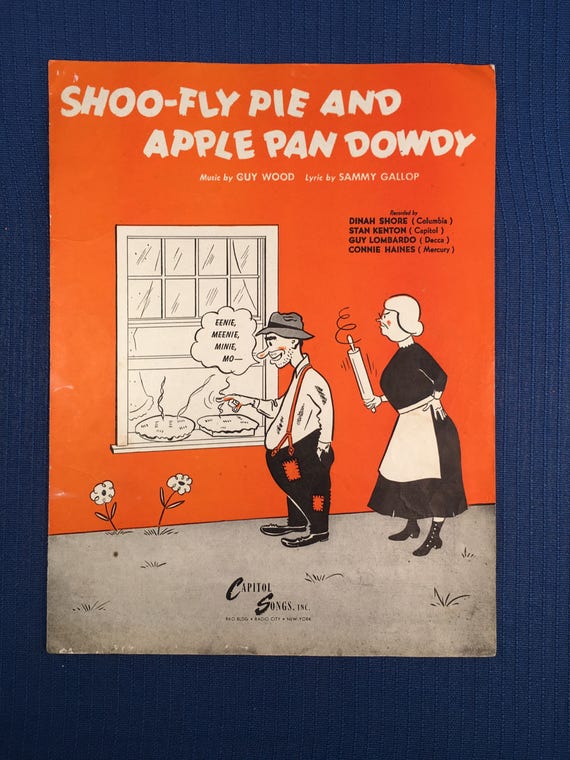 SHOO-FLY PIE AND
APPLE PAN DOWDY
Music by GUY WOOD Lyric by SAMMY GALLOP
Recorded by
DINAH SHORE (Columbia)
STAN KENTON (Capitol)
GUY LOMBARDO (Decca)
CONNIE HAINES (Mercury)
EENIE,
MEENIE,
MINIE,
MO—
CAPITOL
SONGS, INC.
RKO BLDG • RADIO CITY • NEW YORK